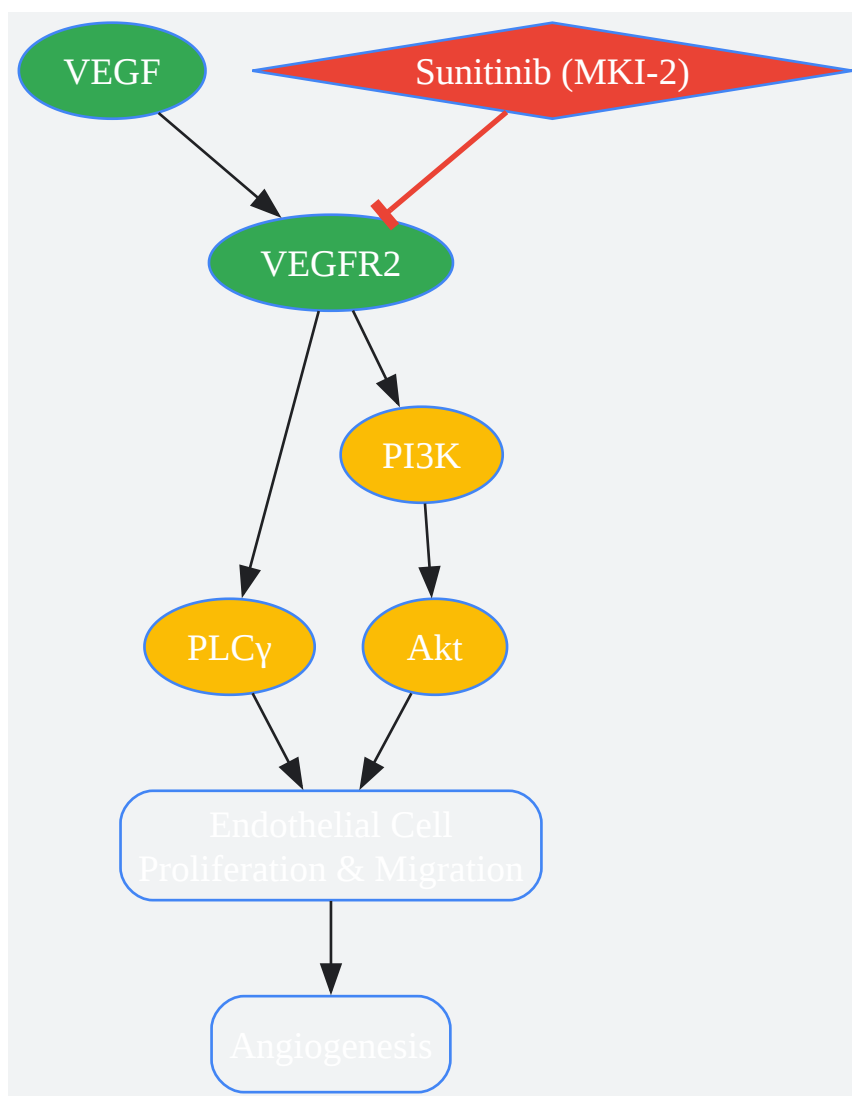 VEGF
Sunitinib (MKI-2)
VEGFR2
PI3K
PLCγ
Akt
Endothelial Cell
Proliferation & Migration
Angiogenesis